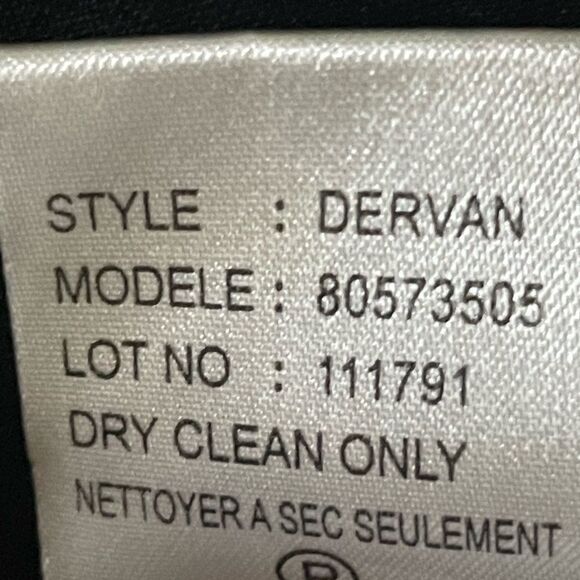 STYLE : DERVAN
MODELE : 80573505
LOT NO : 111791
DRY CLEAN ONLY
NETTOYER A SEC SEULEMENT